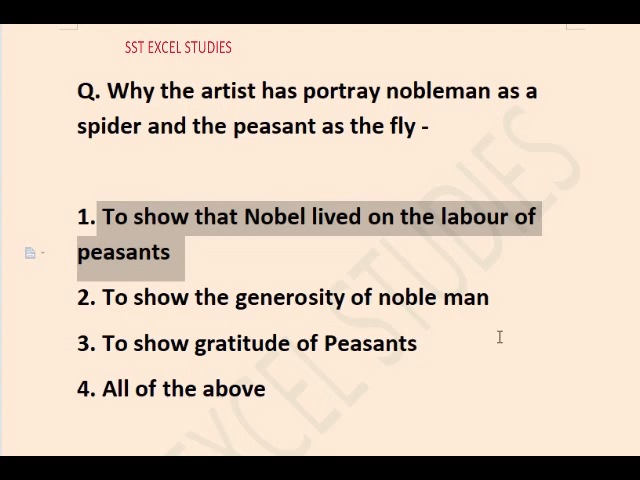 SST EXCEL STUDIES
Q. Why the artist has portray nobleman as a
spider and the peasant as the fly -
1. To show that Nobel lived on the labour of
peasants
2. To show the generosity of noble man
3. To show gratitude of Peasants
4. All of the above
EXCEL STUDIES